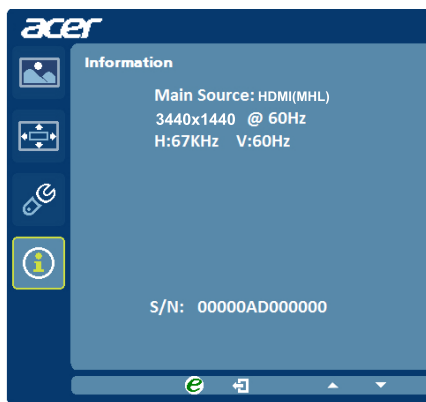 acer
Information
Main Source: HDMI(MHL)
3440x1440 @ 60Hz
H:67KHz V:60Hz
S/N: 00000AD000000